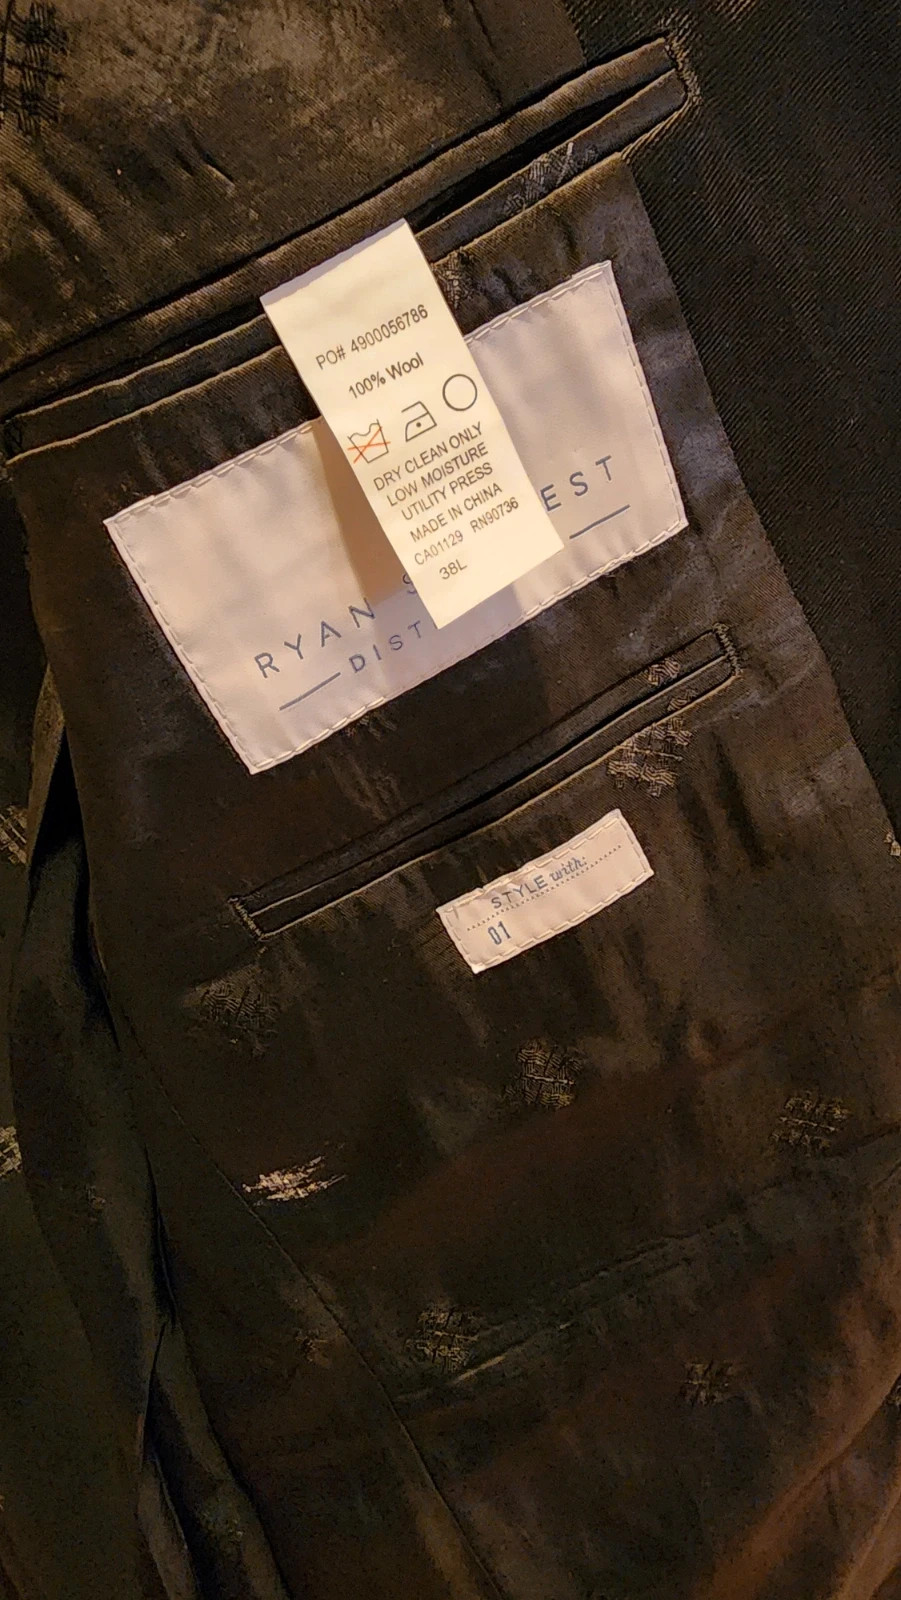 PO# 4900056786
100% Wool
DRY CLEAN ONLY
LOW MOISTURE
UTILITY PRESS
MADE IN CHINA
CA01129 RN90736
38L
RYAN S EST
DIST
STYLE with:
01